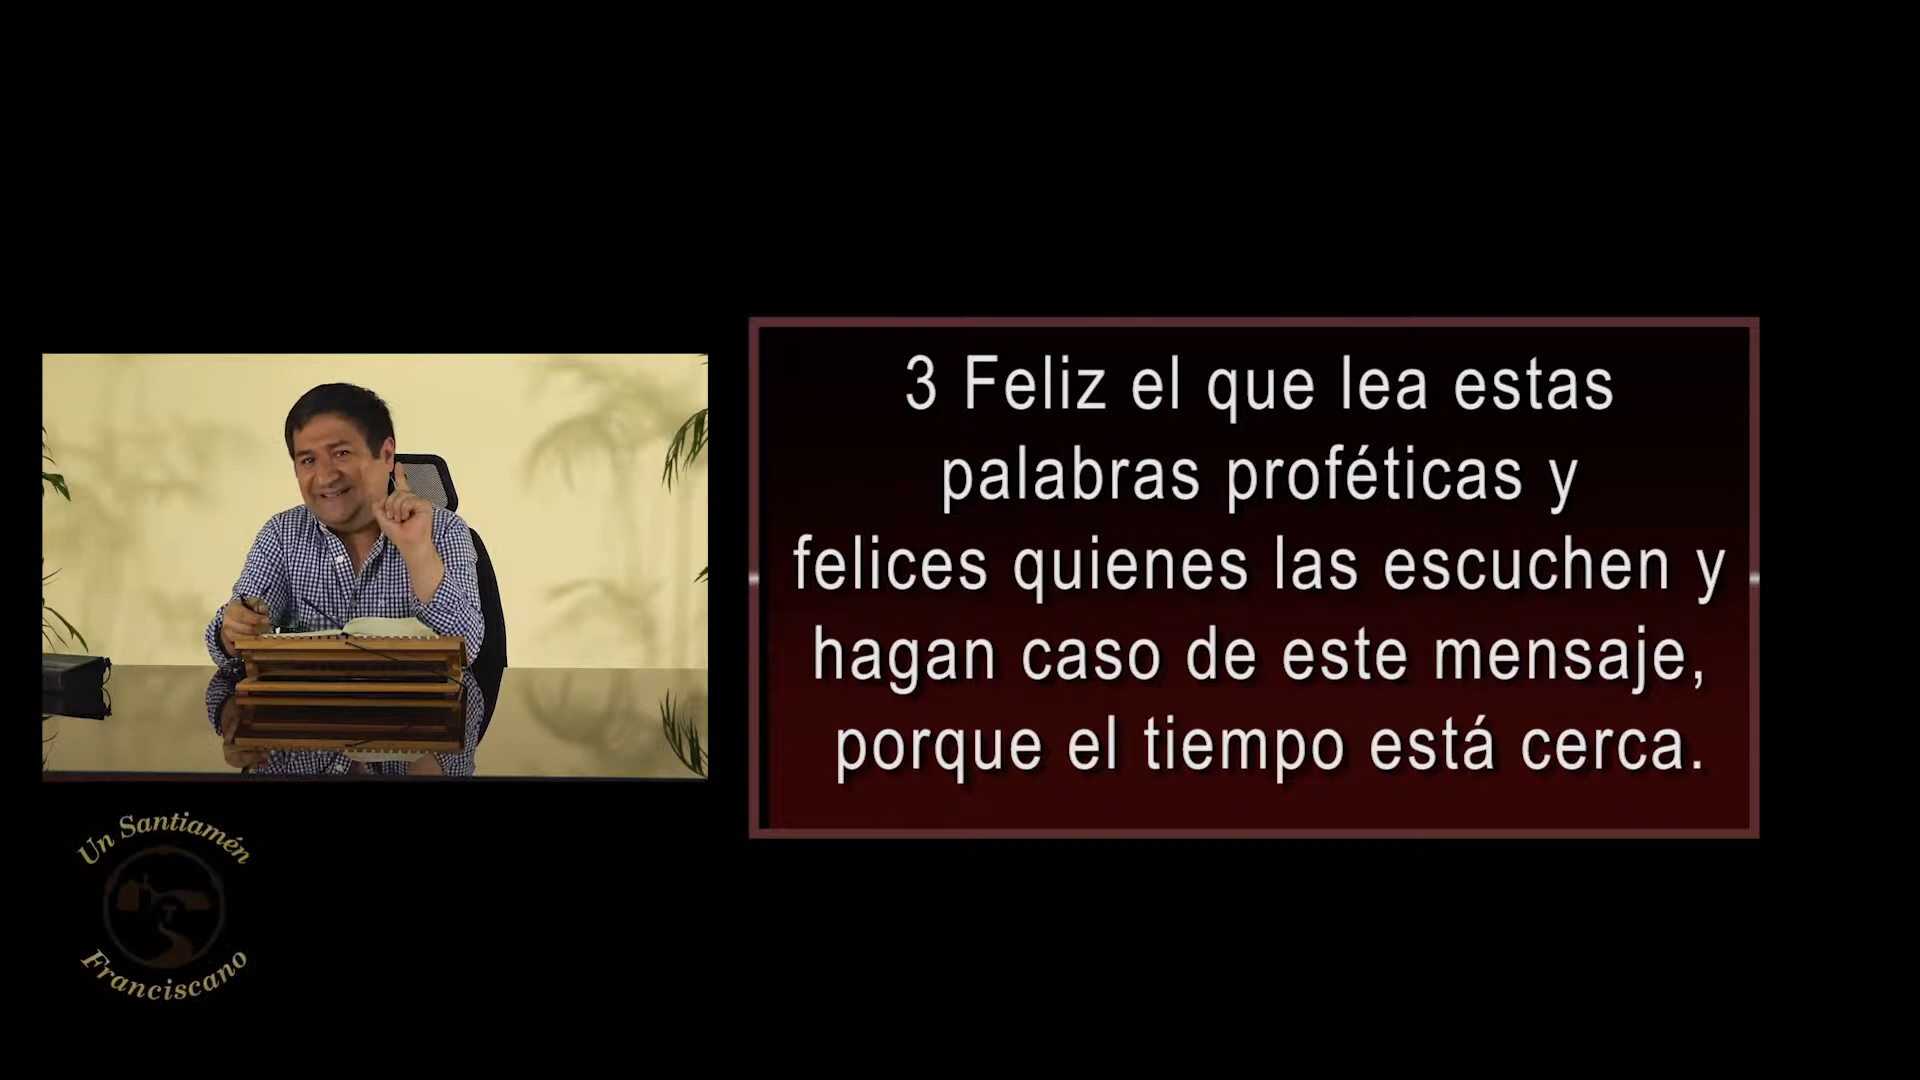 3 Feliz el que lea estas
palabras proféticas y
felices quienes las escuchen y
hagan caso de este mensaje,
porque el tiempo está cerca.
Un Santiamén
Franciscano